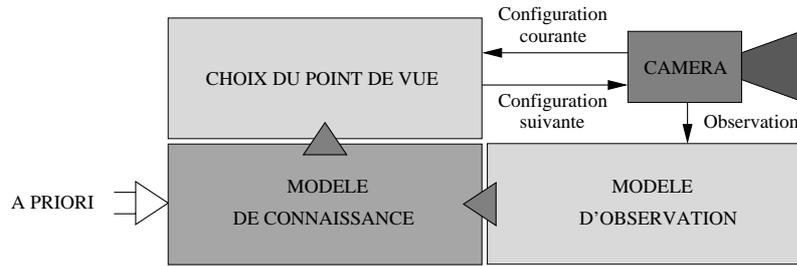 Configuration
courante
CHOIX DU POINT DE VUE
CAMERA
Configuration
suivante
Observation
A PRIORI
MODELE
DE CONNAISSANCE
MODELE
D'OBSERVATION